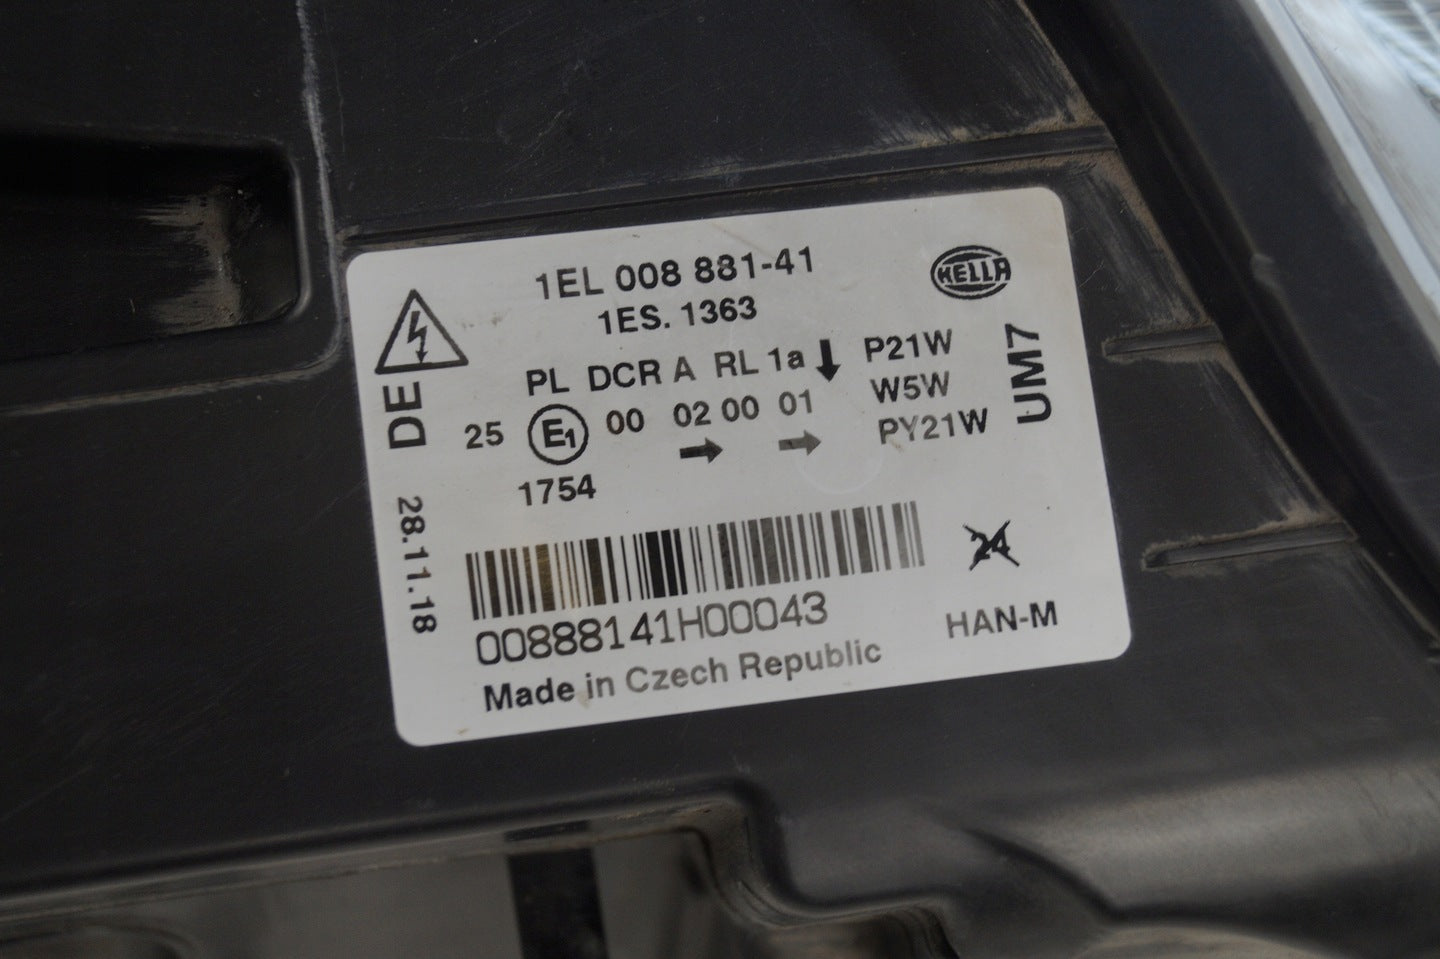 1EL 008 881-41
HELLA
1ES. 1363
PL DCR A RL 1a P21W
W5W
25 E1 00 02 00 01
PY21W
1754
DE
UM7
28.11.18
24
00888141H00043
HAN-M
Made in Czech Republic